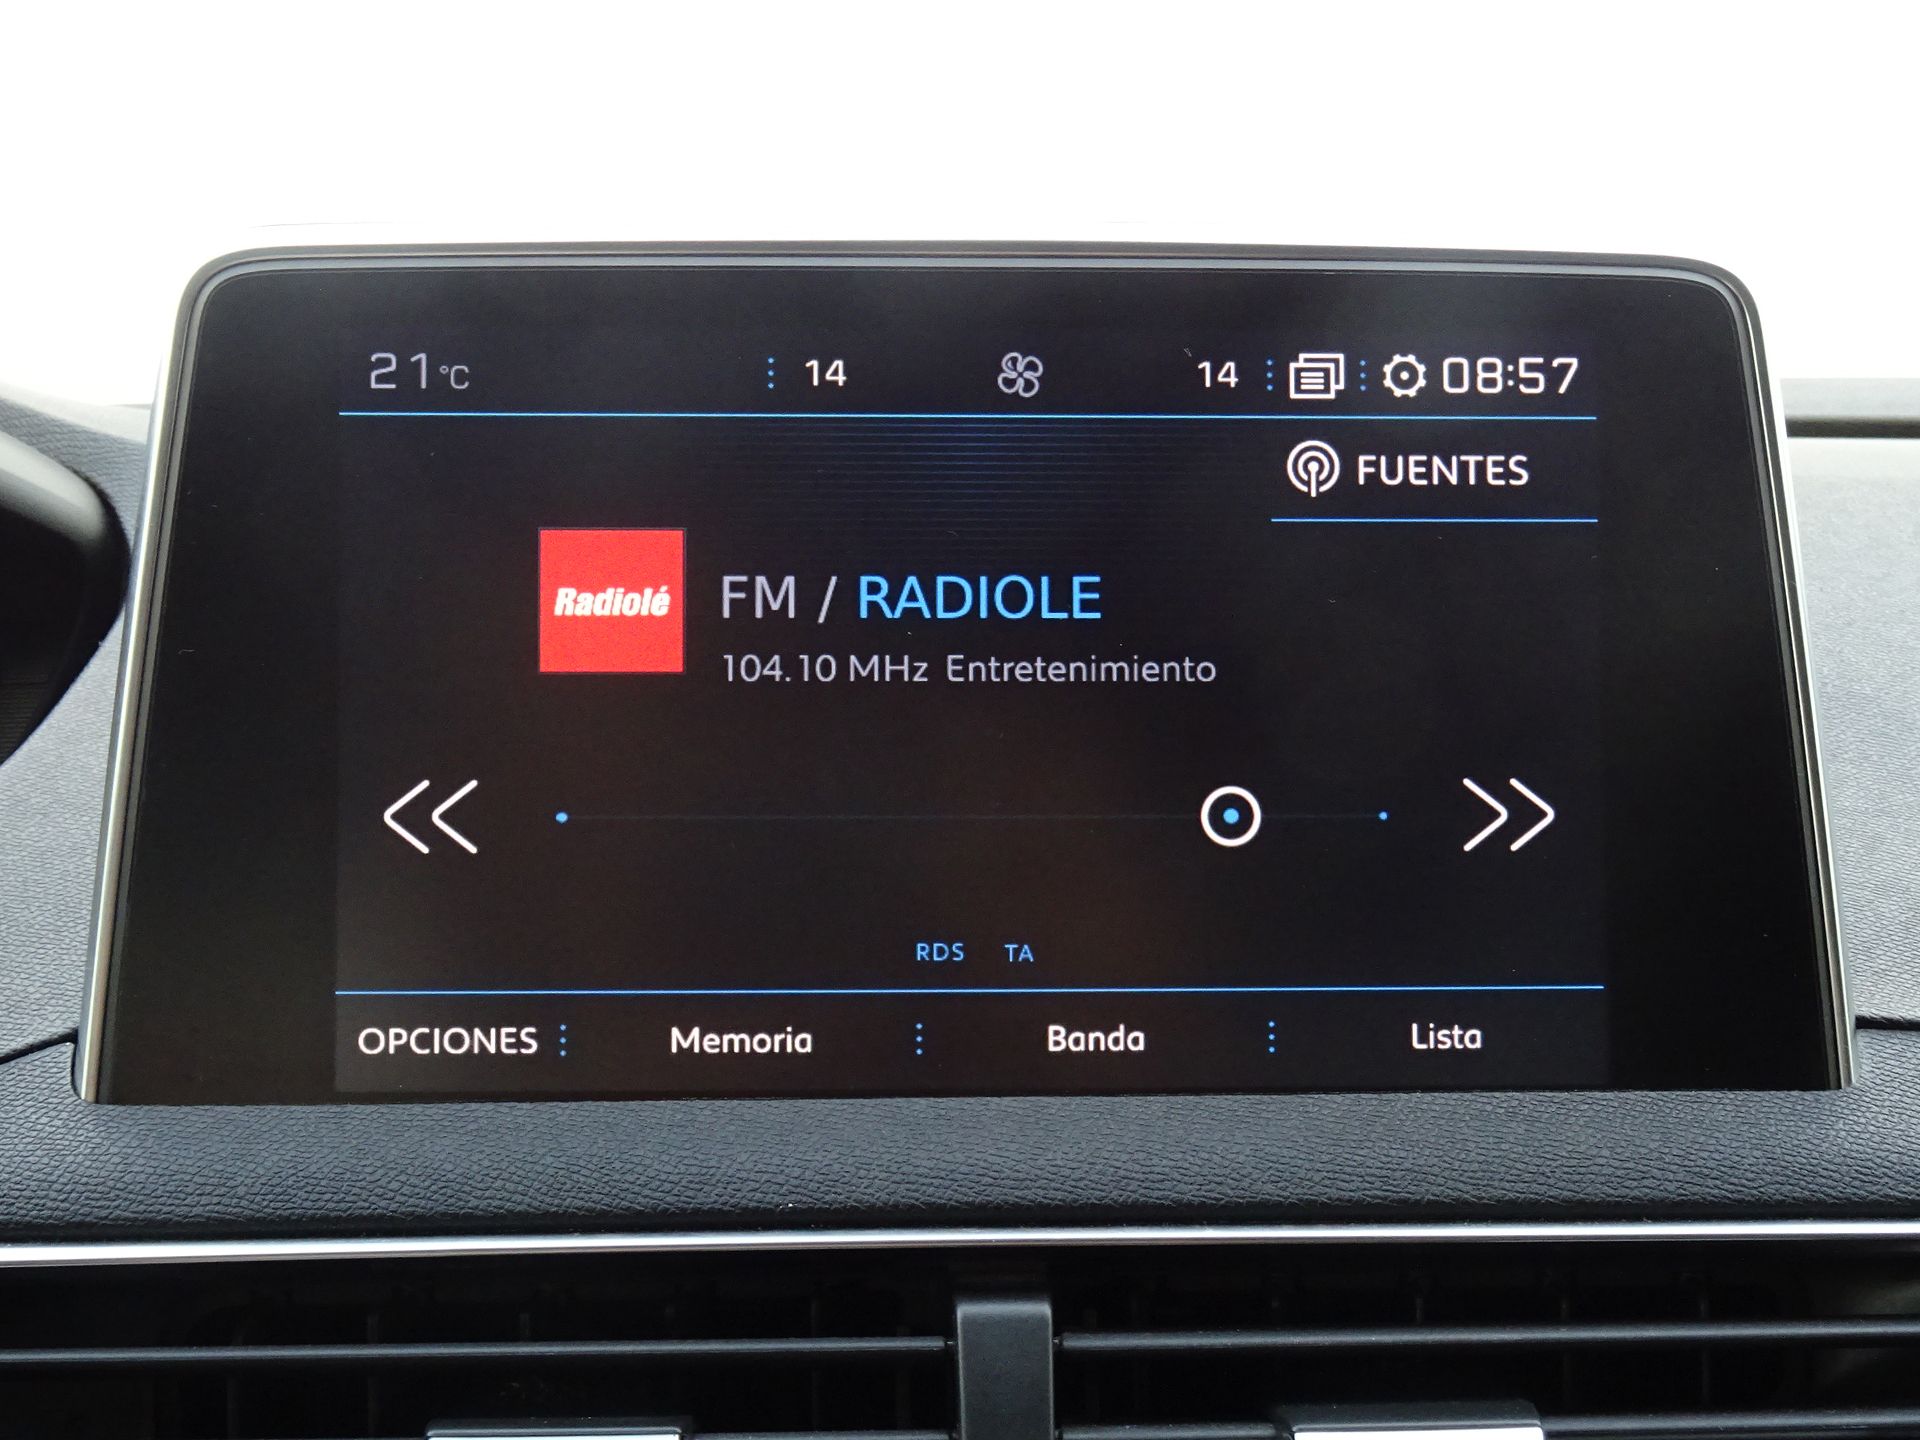 21°C 14 14 08:57
FUENTES
Radiolé
FM / RADIOLE
104.10 MHz Entretenimiento
RDS TA
OPCIONES Memoria Banda Lista